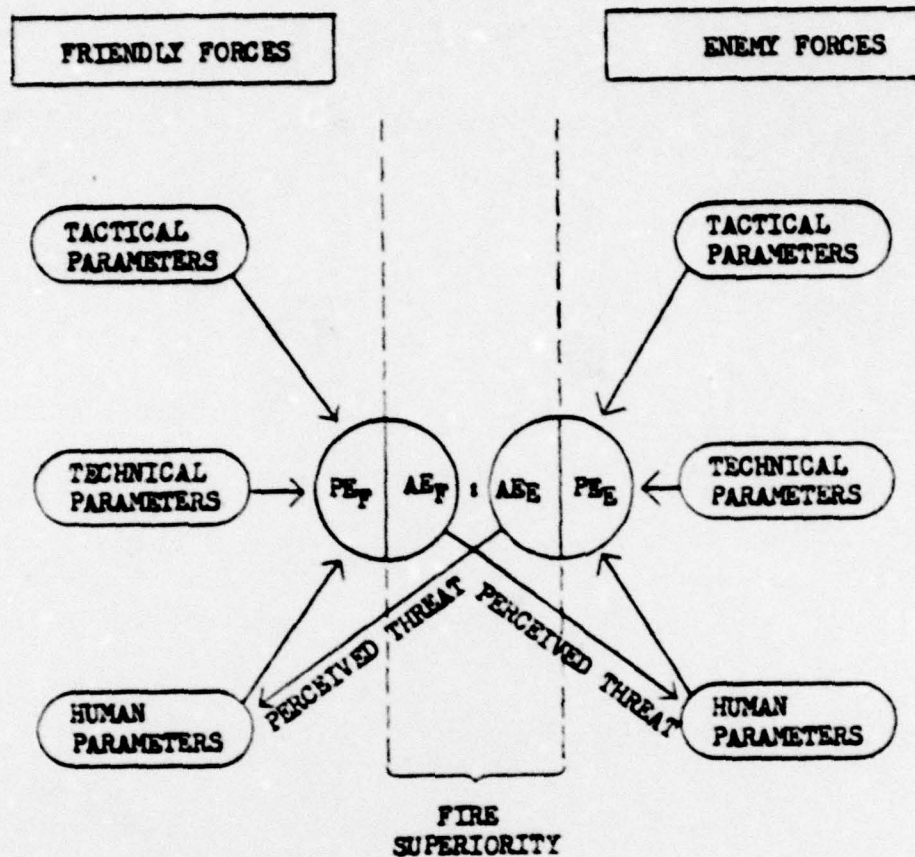 FRIENDLY FORCES
ENEMY FORCES
TACTICAL
PARAMETERS
TACTICAL
PARAMETERS
TECHNICAL
PARAMETERS
PE_F AE_F : AE_E PE_E
TECHNICAL
PARAMETERS
PERCEIVED THREAT
PERCEIVED THREAT
HUMAN
PARAMETERS
HUMAN
PARAMETERS
FIRE
SUPERIORITY